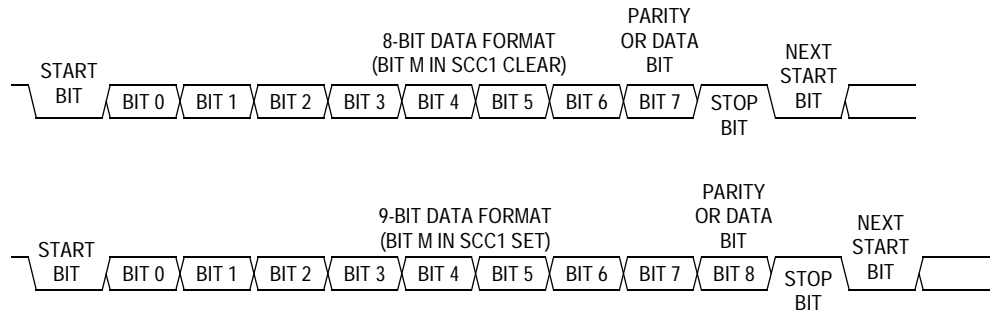 8-BIT DATA FORMAT
(BIT M IN SCC1 CLEAR)
PARITY
OR DATA
BIT
START
BIT
BIT 0 BIT 1 BIT 2 BIT 3 BIT 4 BIT 5 BIT 6 BIT 7
STOP
BIT
NEXT
START
BIT
9-BIT DATA FORMAT
(BIT M IN SCC1 SET)
PARITY
OR DATA
BIT
START
BIT
BIT 0 BIT 1 BIT 2 BIT 3 BIT 4 BIT 5 BIT 6 BIT 7 BIT 8
STOP
BIT
NEXT
START
BIT